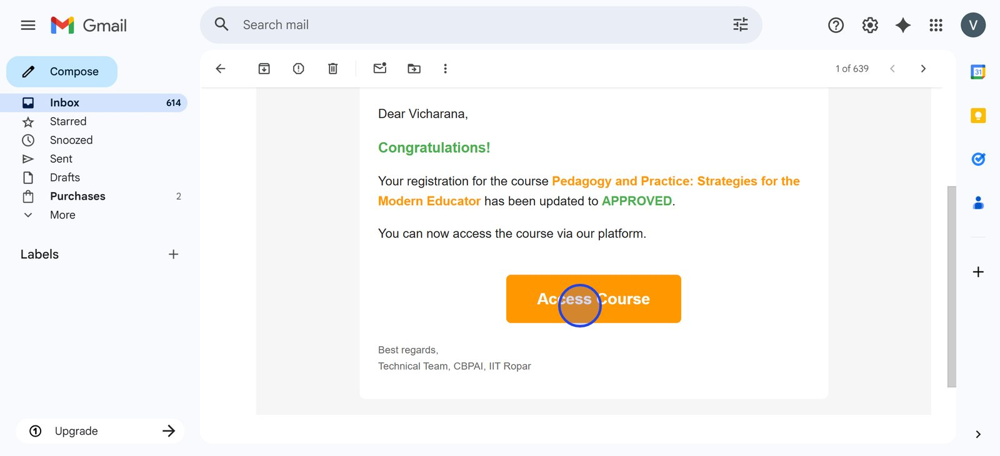 Gmail
Search mail
V
Compose
1 of 639
31
Inbox 614
Starred
Snoozed
Sent
Drafts
Purchases 2
More
Labels
Dear Vicharana,
Congratulations!
Your registration for the course Pedagogy and Practice: Strategies for the
Modern Educator has been updated to APPROVED.
You can now access the course via our platform.
Access Course
Best regards,
Technical Team, CBPAI, IIT Ropar
1 Upgrade